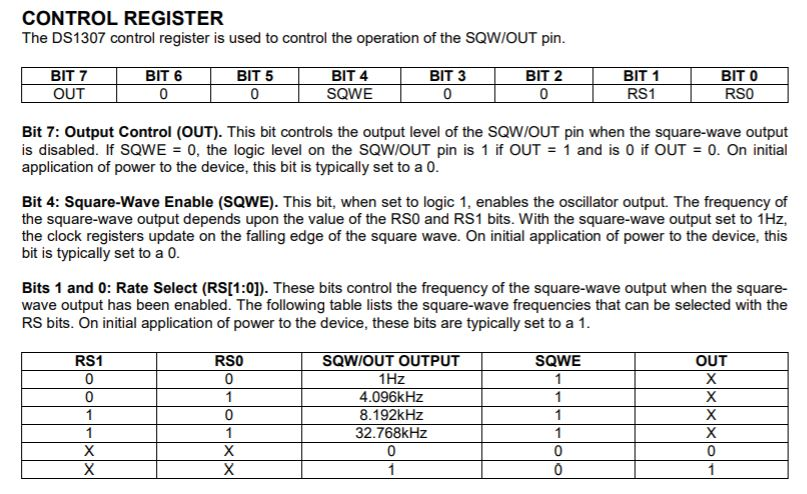 CONTROL REGISTER
The DS1307 control register is used to control the operation of the SQW/OUT pin.
BIT 7 BIT 6 BIT 5 BIT 4 BIT 3 BIT 2 BIT 1 BIT 0
OUT 0 0 SQWE 0 0 RS1 RS0
Bit 7: Output Control (OUT). This bit controls the output level of the SQW/OUT pin when the square-wave output
is disabled. If SQWE = 0, the logic level on the SQW/OUT pin is 1 if OUT = 1 and is 0 if OUT = 0. On initial
application of power to the device, this bit is typically set to a 0.
Bit 4: Square-Wave Enable (SQWE). This bit, when set to logic 1, enables the oscillator output. The frequency of
the square-wave output depends upon the value of the RS0 and RS1 bits. With the square-wave output set to 1Hz,
the clock registers update on the falling edge of the square wave. On initial application of power to the device, this
bit is typically set to a 0.
Bits 1 and 0: Rate Select (RS[1:0]). These bits control the frequency of the square-wave output when the square-
wave output has been enabled. The following table lists the square-wave frequencies that can be selected with the
RS bits. On initial application of power to the device, these bits are typically set to a 1.
RS1 RS0 SQW/OUT OUTPUT SQWE OUT
0 0 1Hz 1 X
0 1 4.096kHz 1 X
1 0 8.192kHz 1 X
1 1 32.768kHz 1 X
X X 0 0 0
X X 1 0 1